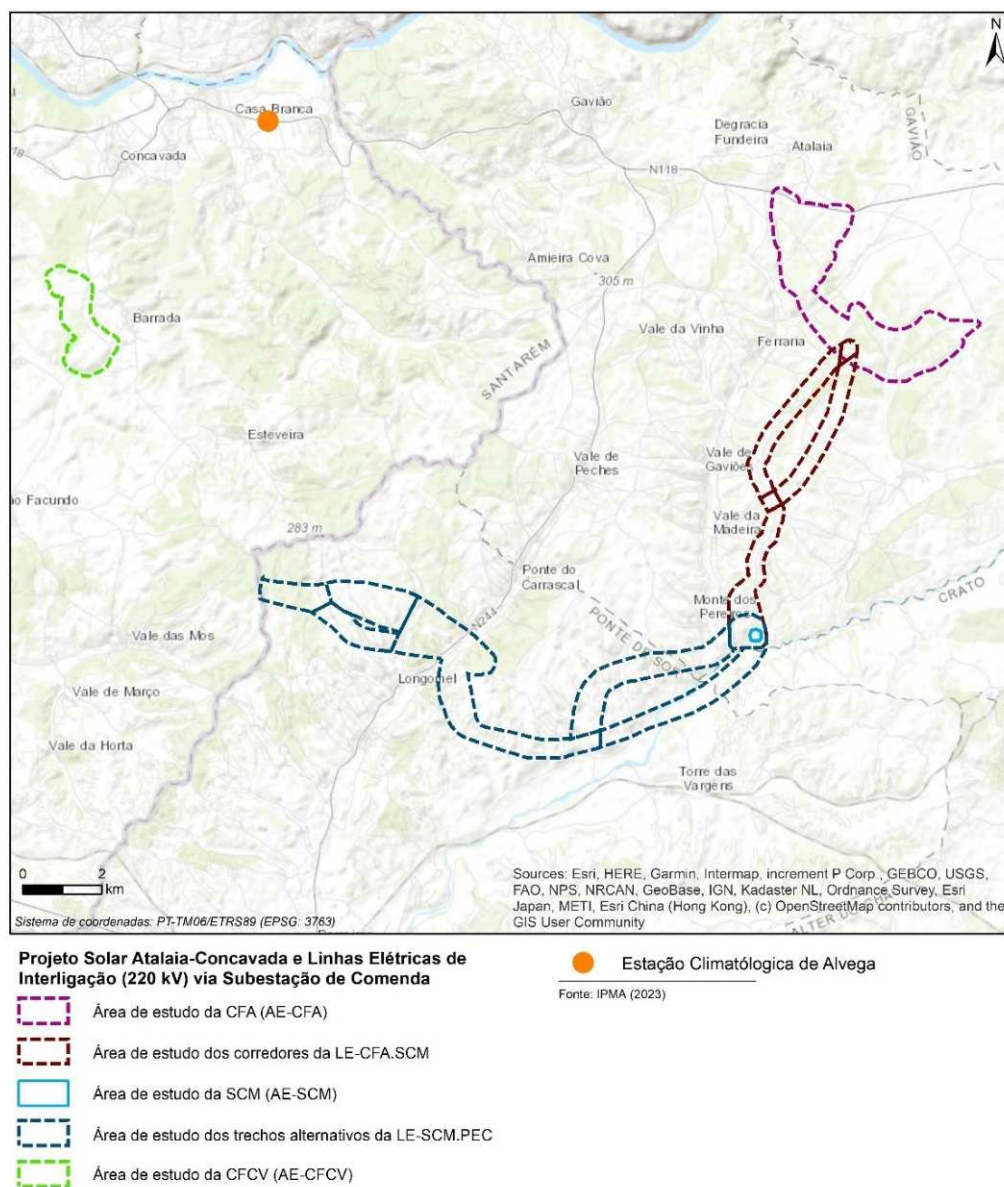 N
Casa Branca
Gavião
Concavada
Degracia
Fundeira
Atalaia
GAVIÃO
18
N118
Amieira Cova
305 m
Barrada
Vale da Vinha
Ferraria
SANTARÉM
Esteveira
Vale de
Peches
Vale de
Gaviões
ão Facundo
283 m
Vale da
Madeira
Ponte do
Carrascal
CRATO
Monte dos
Pereiros
N244
PONTE DE SOR
Vale das Mos
Longomel
Vale de Março
Vale da Horta
Torre das
Vargens
0 2
km
Sources: Esri, HERE, Garmin, Intermap, increment P Corp., GEBCO, USGS,
FAO, NPS, NRCAN, GeoBase, IGN, Kadaster NL, Ordnance Survey, Esri
Japan, METI, Esri China (Hong Kong), (c) OpenStreetMap contributors, and the
GIS User Community
ALTER DO CHÃO
Sistema de coordenadas: PT-TM06/ETRS89 (EPSG: 3763)
Projeto Solar Atalaia-Concavada e Linhas Elétricas de
Interligação (220 kV) via Subestação de Comenda
Estação Climatólogica de Alvega
Fonte: IPMA (2023)
Área de estudo da CFA (AE-CFA)
Área de estudo dos corredores da LE-CFA.SCM
Área de estudo da SCM (AE-SCM)
Área de estudo dos trechos alternativos da LE-SCM.PEC
Área de estudo da CFCV (AE-CFCV)